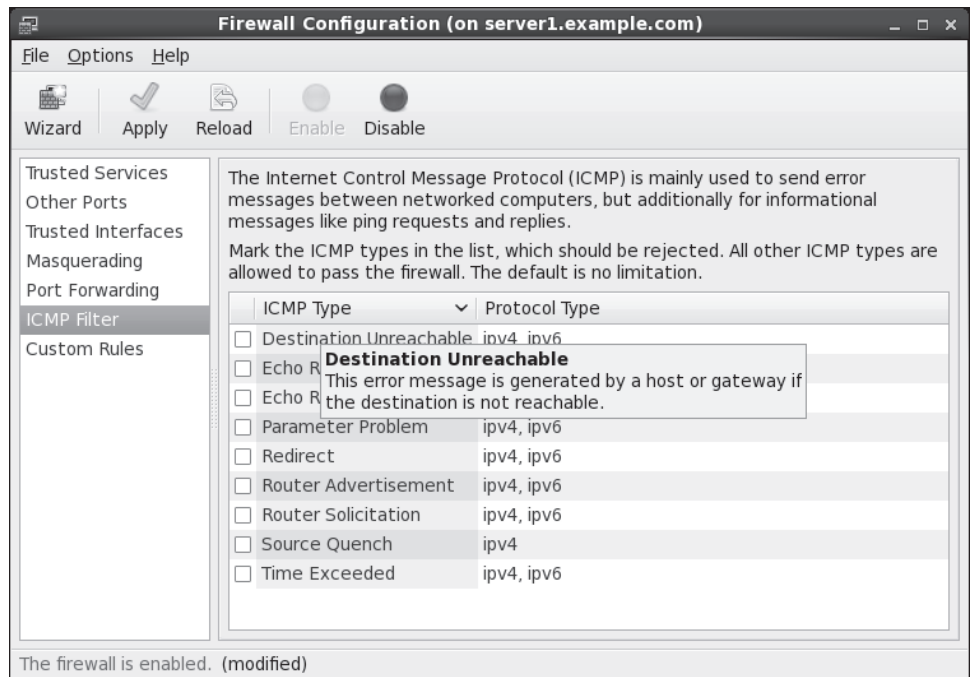 Firewall Configuration (on server1.example.com)
File Options Help
Wizard Apply Reload Enable Disable
Trusted Services
Other Ports
Trusted Interfaces
Masquerading
Port Forwarding
ICMP Filter
Custom Rules
The Internet Control Message Protocol (ICMP) is mainly used to send error
messages between networked computers, but additionally for informational
messages like ping requests and replies.
Mark the ICMP types in the list, which should be rejected. All other ICMP types are
allowed to pass the firewall. The default is no limitation.
ICMP Type Protocol Type
Destination Unreachable ipv4, ipv6
Echo
Echo
Destination Unreachable
This error message is generated by a host or gateway if
the destination is not reachable.
Parameter Problem ipv4, ipv6
Redirect ipv4, ipv6
Router Advertisement ipv4, ipv6
Router Solicitation ipv4, ipv6
Source Quench ipv4
Time Exceeded ipv4, ipv6
The firewall is enabled. (modified)